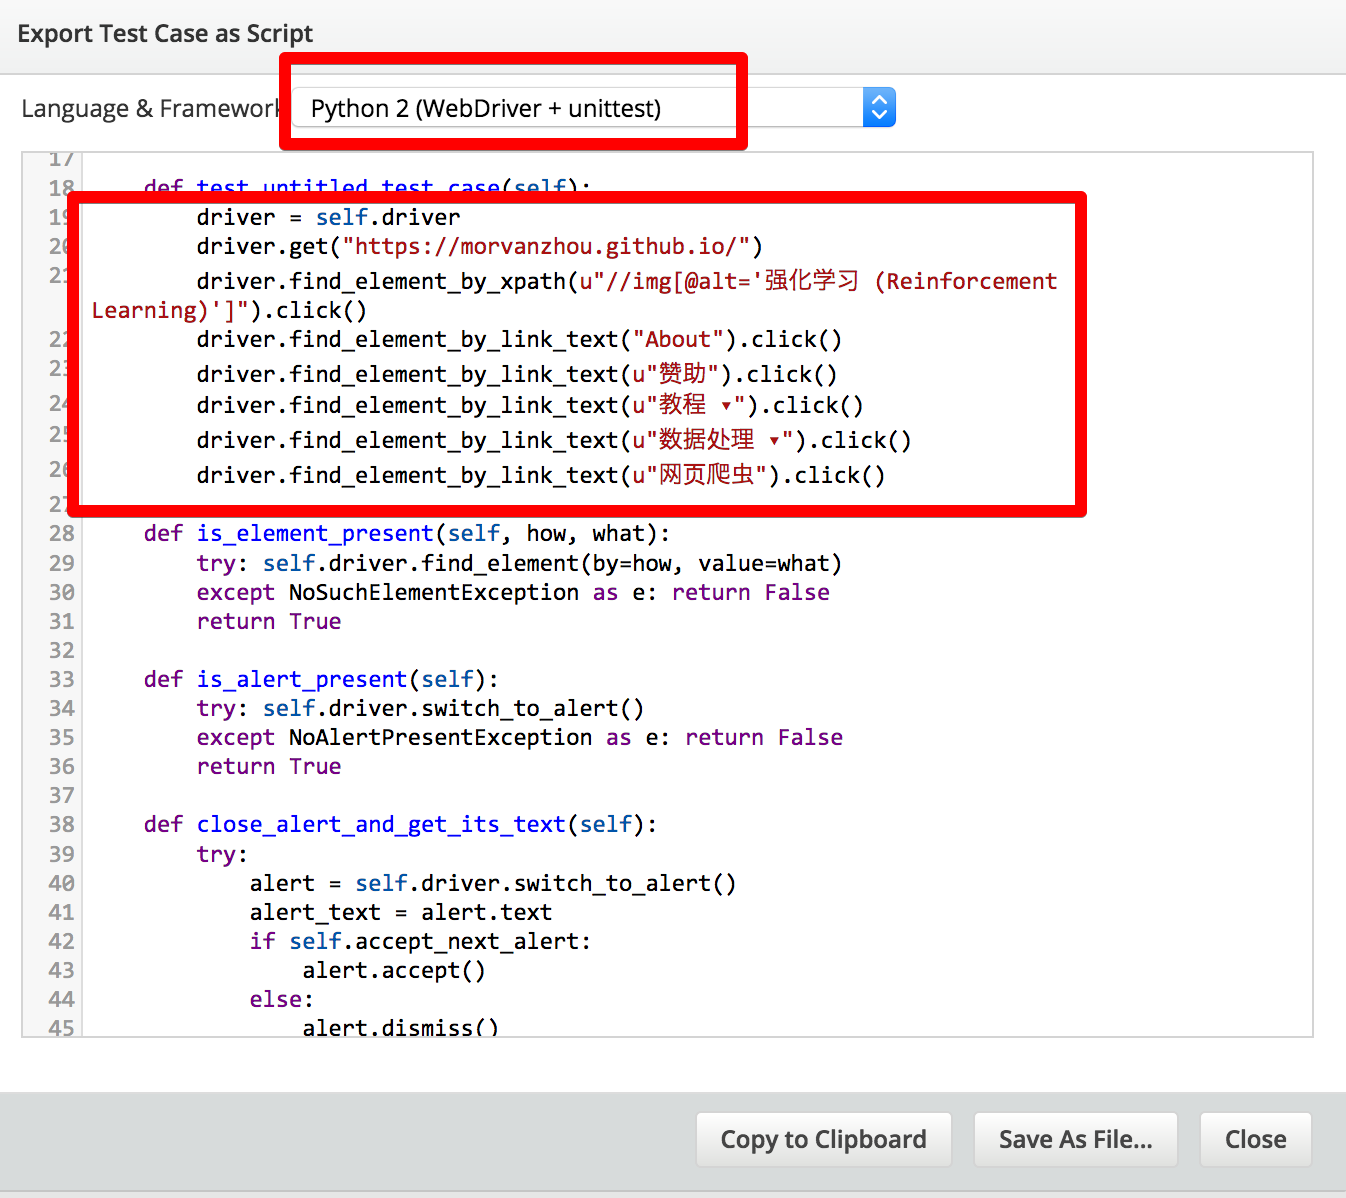 Export Test Case as Script
Language & Framework
Python 2 (WebDriver + unittest)
17
18 def test_untitled_test_case(self):
19 driver = self.driver
20 driver.get("https://morvanzhou.github.io/")
21 driver.find_element_by_xpath(u"//img[@alt='强化学习 (Reinforcement
Learning)']").click()
22 driver.find_element_by_link_text("About").click()
23 driver.find_element_by_link_text(u"赞助").click()
24 driver.find_element_by_link_text(u"教程 ▾").click()
25 driver.find_element_by_link_text(u"数据处理 ▾").click()
26 driver.find_element_by_link_text(u"网页爬虫").click()
27
28 def is_element_present(self, how, what):
29 try: self.driver.find_element(by=how, value=what)
30 except NoSuchElementException as e: return False
31 return True
32
33 def is_alert_present(self):
34 try: self.driver.switch_to_alert()
35 except NoAlertPresentException as e: return False
36 return True
37
38 def close_alert_and_get_its_text(self):
39 try:
40 alert = self.driver.switch_to_alert()
41 alert_text = alert.text
42 if self.accept_next_alert:
43 alert.accept()
44 else:
45 alert.dismiss()
Copy to Clipboard
Save As File...
Close